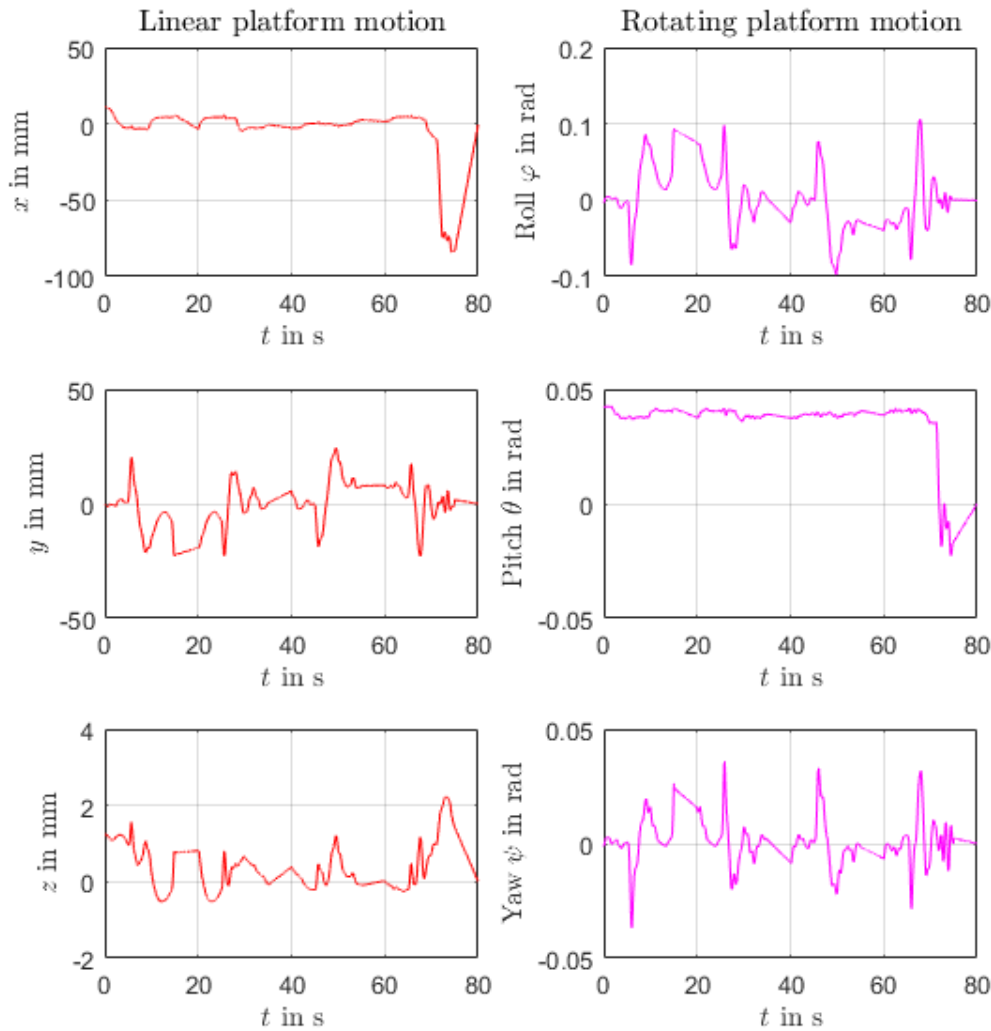 Linear platform motion
50
0
-50
-100
x in mm
0 20 40 60 80
t in s
Rotating platform motion
0.2
0.1
0
-0.1
Roll φ in rad
0 20 40 60 80
t in s
50
0
-50
y in mm
0 20 40 60 80
t in s
0.05
0
-0.05
Pitch θ in rad
0 20 40 60 80
t in s
4
2
0
-2
z in mm
0 20 40 60 80
t in s
0.05
0
-0.05
Yaw ψ in rad
0 20 40 60 80
t in s